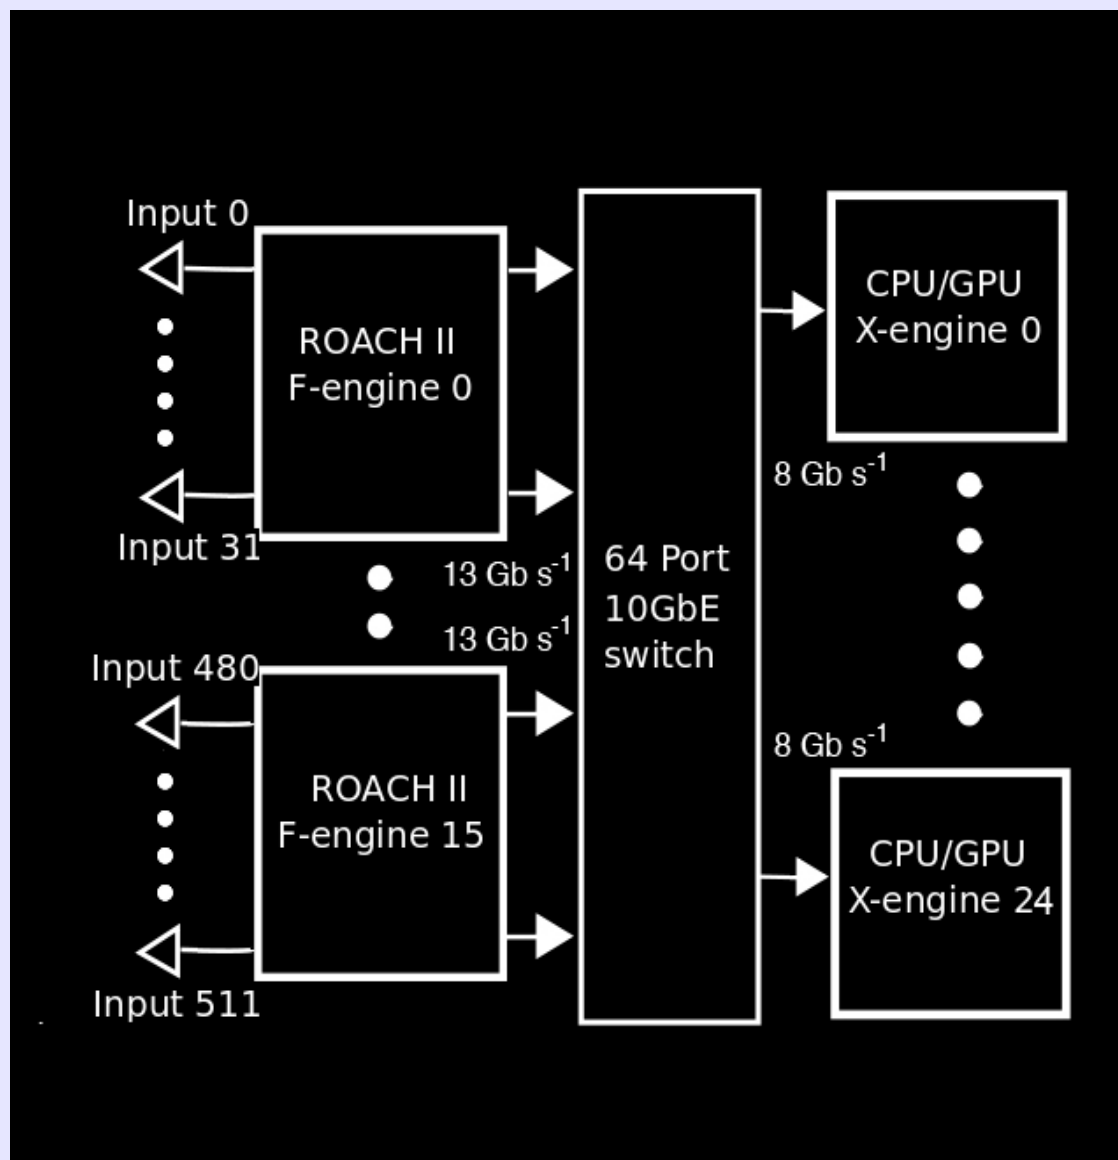 Input 0
ROACH II
F-engine 0
Input 31
13 Gb s⁻¹
13 Gb s⁻¹
Input 480
ROACH II
F-engine 15
Input 511
64 Port
10GbE
switch
CPU/GPU
X-engine 0
8 Gb s⁻¹
8 Gb s⁻¹
CPU/GPU
X-engine 24